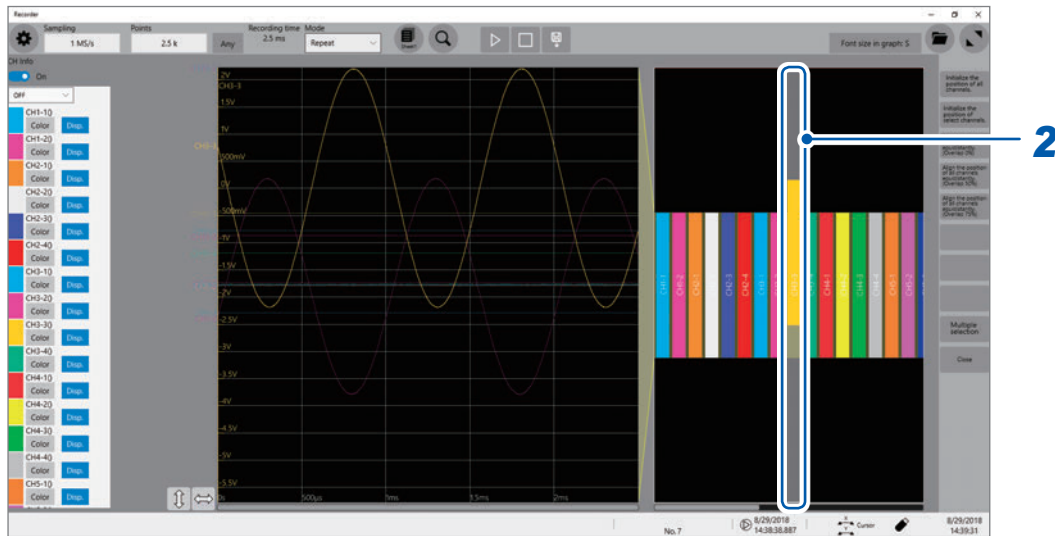 Recorder
Sampling
1 MS/s
Points
2.5 k
Any
Recording time
2.5 ms
Mode
Repeat
Sheet1
Font size in graph: S
CH Info
On
OFF
CH1-1()
Color Disp.
CH1-2()
Color Disp.
CH2-1()
Color Disp.
CH2-2()
Color Disp.
CH2-3()
Color Disp.
CH2-4()
Color Disp.
CH3-1()
Color Disp.
CH3-2()
Color Disp.
CH3-3()
Color Disp.
CH3-4()
Color Disp.
CH4-1()
Color Disp.
CH4-2()
Color Disp.
CH4-3()
Color Disp.
CH4-4()
Color Disp.
CH5-1()
Color Disp.
2V
CH3-3
1.5V
1V
500mV
0V
-500mV
-1V
-1.5V
-2V
-2.5V
-3V
-3.5V
-4V
-4.5V
-5V
-5.5V
0s 500µs 1ms 1.5ms 2ms
CH1-1
CH1-2
CH2-1
CH2-3
CH2-4
CH3-1
CH3-3
CH4-1
CH4-3
CH4-4
CH5-1
CH5-2
Initialize the
position of all
channels.
Initialize the
position of
select channels.
equidistantly.
(Overlap 0%)
Align the position
of all channels
equidistantly.
(Overlap 50%)
Align the position
of all channels
equidistantly.
(Overlap 75%)
Multiple
selection
Close
2
No. 7
8/29/2018
14:38:38.887
X
Y
Cursor
8/29/2018
14:39:31